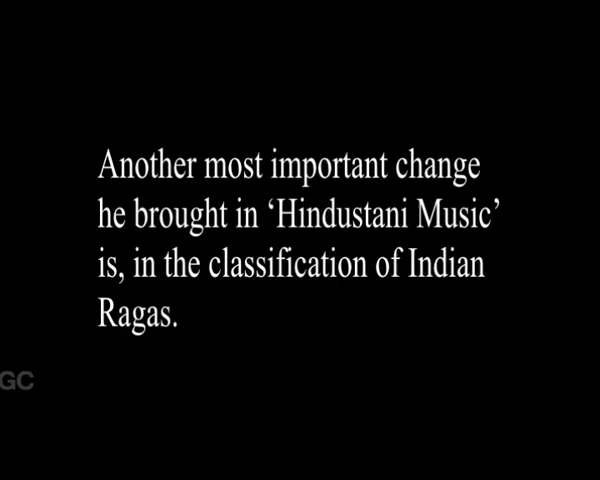 Another most important change
he brought in ‘Hindustani Music’
is, in the classification of Indian
Ragas.
GC